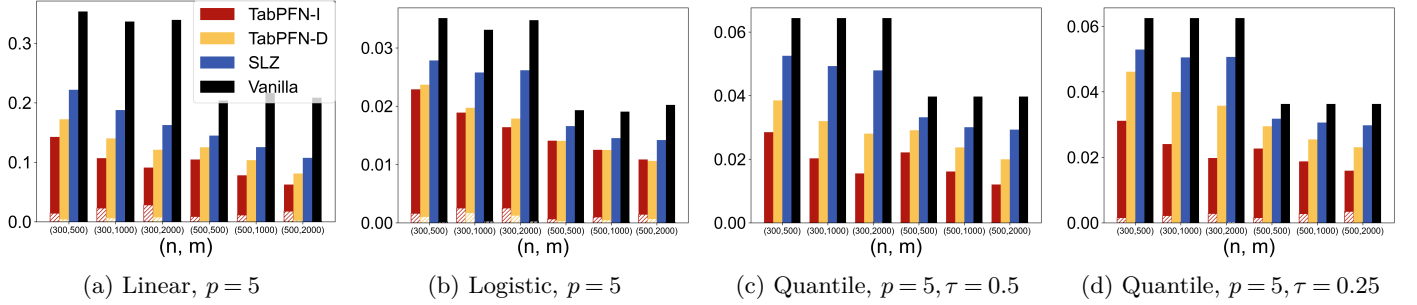 TabPFN-I
TabPFN-D
SLZ
Vanilla
0.3
0.2
0.1
0.0
(300,500) (300,1000) (300,2000) (500,500) (500,1000) (500,2000)
(n, m)
(a) Linear, p = 5
0.03
0.02
0.01
0.00
(300,500) (300,1000) (300,2000) (500,500) (500,1000) (500,2000)
(n, m)
(b) Logistic, p = 5
0.06
0.04
0.02
0.00
(300,500) (300,1000) (300,2000) (500,500) (500,1000) (500,2000)
(n, m)
(c) Quantile, p = 5, τ = 0.5
0.06
0.04
0.02
0.00
(300,500) (300,1000) (300,2000) (500,500) (500,1000) (500,2000)
(n, m)
(d) Quantile, p = 5, τ = 0.25